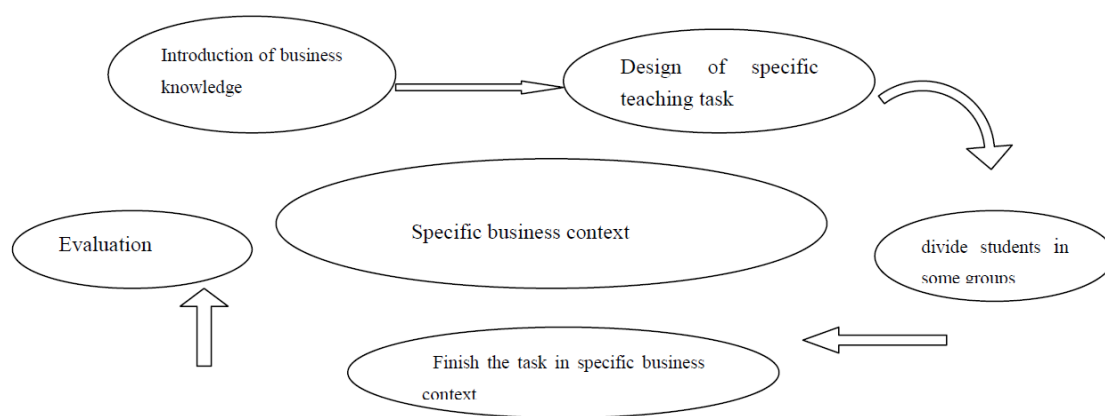 Introduction of business
knowledge
Design of specific
teaching task
Specific business context
Evaluation
divide students in
some groups
Finish the task in specific business
context